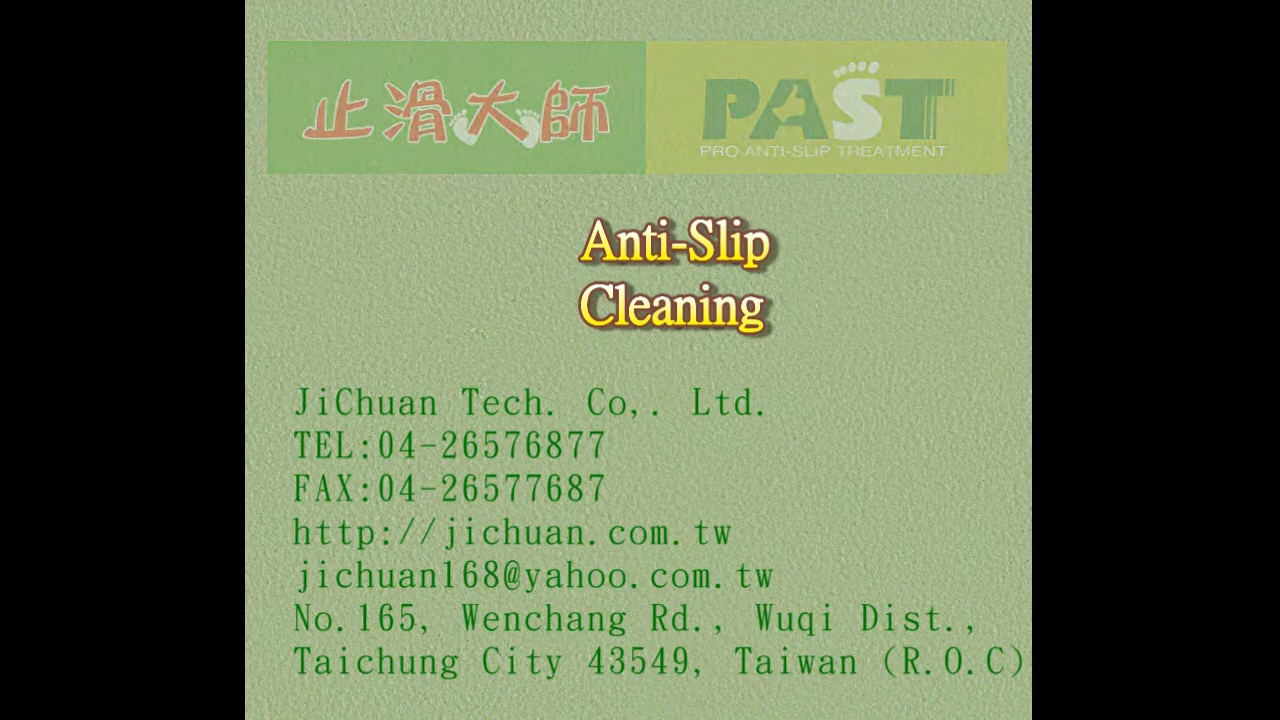 止滑大師
PAST
PRO ANTI-SLIP TREATMENT
Anti-Slip
Cleaning
JiChuan Tech. Co,. Ltd.
TEL:04-26576877
FAX:04-26577687
http://jichuan.com.tw
jichuan168@yahoo.com.tw
No.165, Wenchang Rd., Wuqi Dist.,
Taichung City 43549, Taiwan (R.O.C)